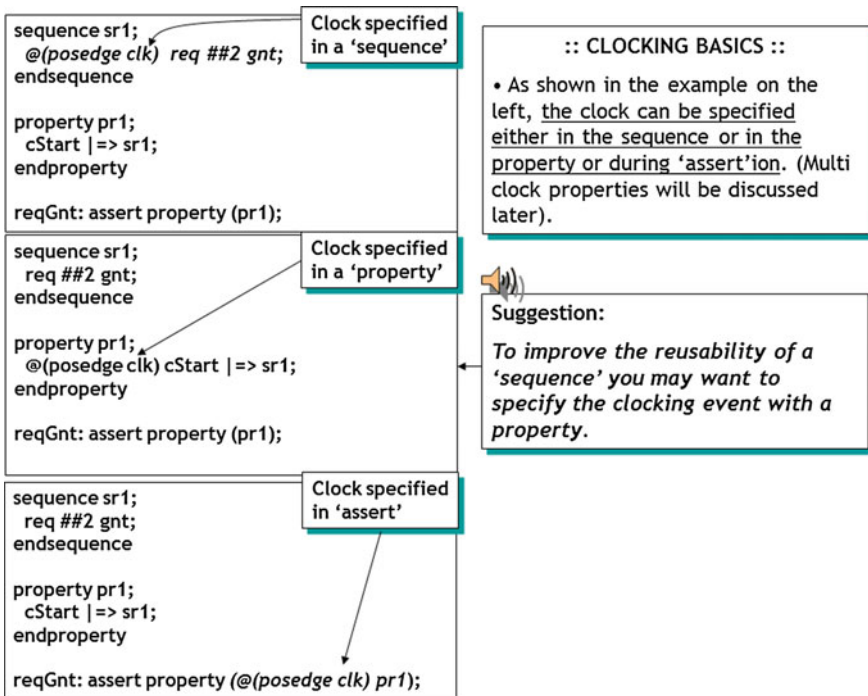 sequence sr1;
@(posedge clk) req ##2 gnt;
endsequence
property pr1;
cStart |=> sr1;
endproperty
reqGnt: assert property (pr1);
Clock specified
in a ‘sequence’
sequence sr1;
req ##2 gnt;
endsequence
property pr1;
@(posedge clk) cStart |=> sr1;
endproperty
reqGnt: assert property (pr1);
Clock specified
in a ‘property’
sequence sr1;
req ##2 gnt;
endsequence
property pr1;
cStart |=> sr1;
endproperty
reqGnt: assert property (@(posedge clk) pr1);
Clock specified
in ‘assert’
:: CLOCKING BASICS ::
• As shown in the example on the
left, the clock can be specified
either in the sequence or in the
property or during ‘assert’ion. (Multi
clock properties will be discussed
later).
Suggestion:
To improve the reusability of a
‘sequence’ you may want to
specify the clocking event with a
property.